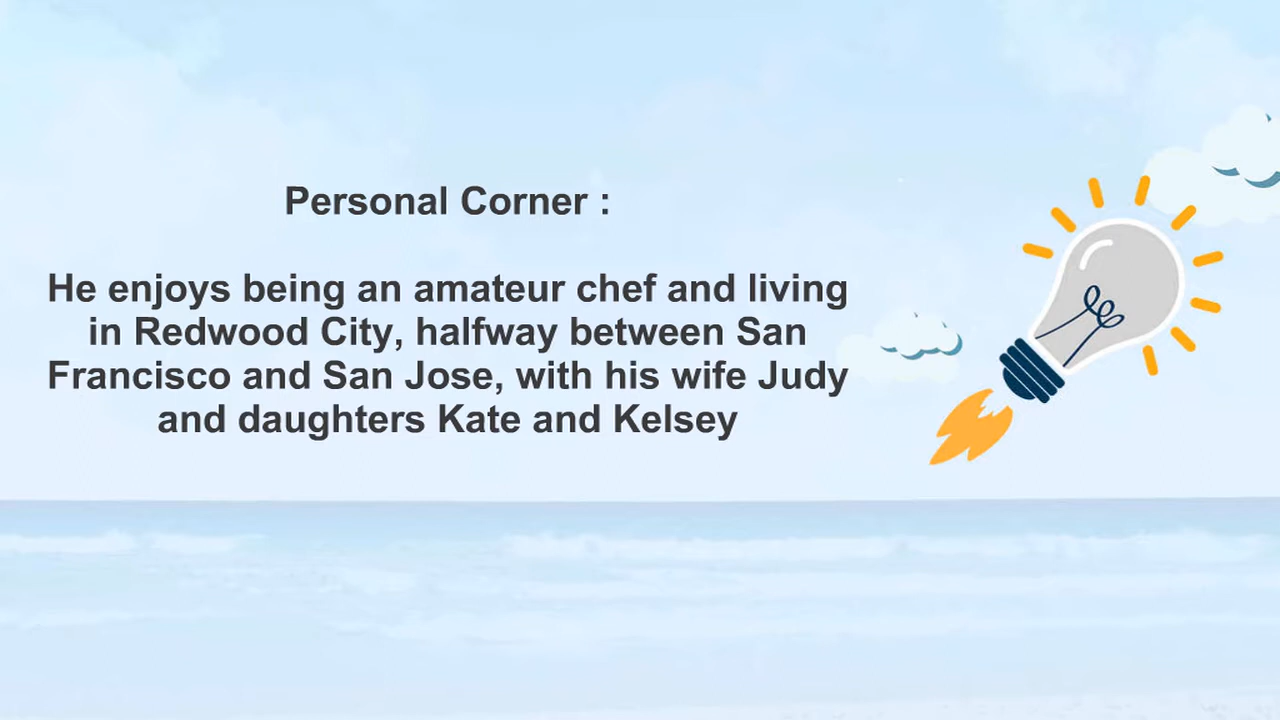 Personal Corner :
He enjoys being an amateur chef and living
in Redwood City, halfway between San
Francisco and San Jose, with his wife Judy
and daughters Kate and Kelsey